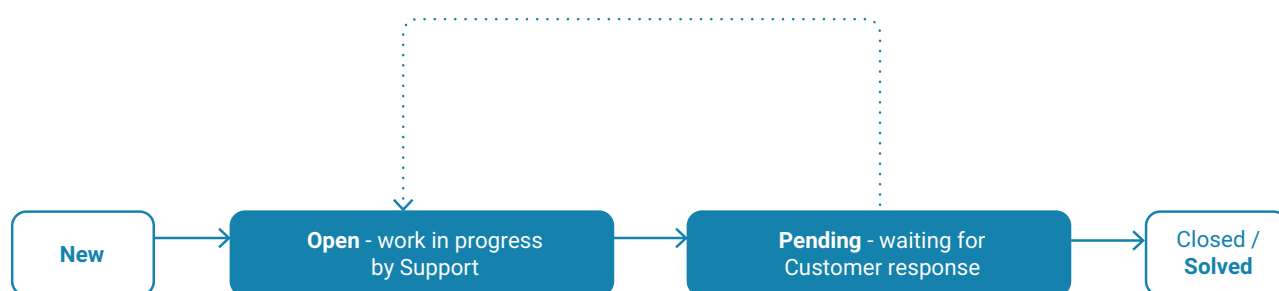 New
Open - work in progress
by Support
Pending - waiting for
Customer response
Closed /
Solved